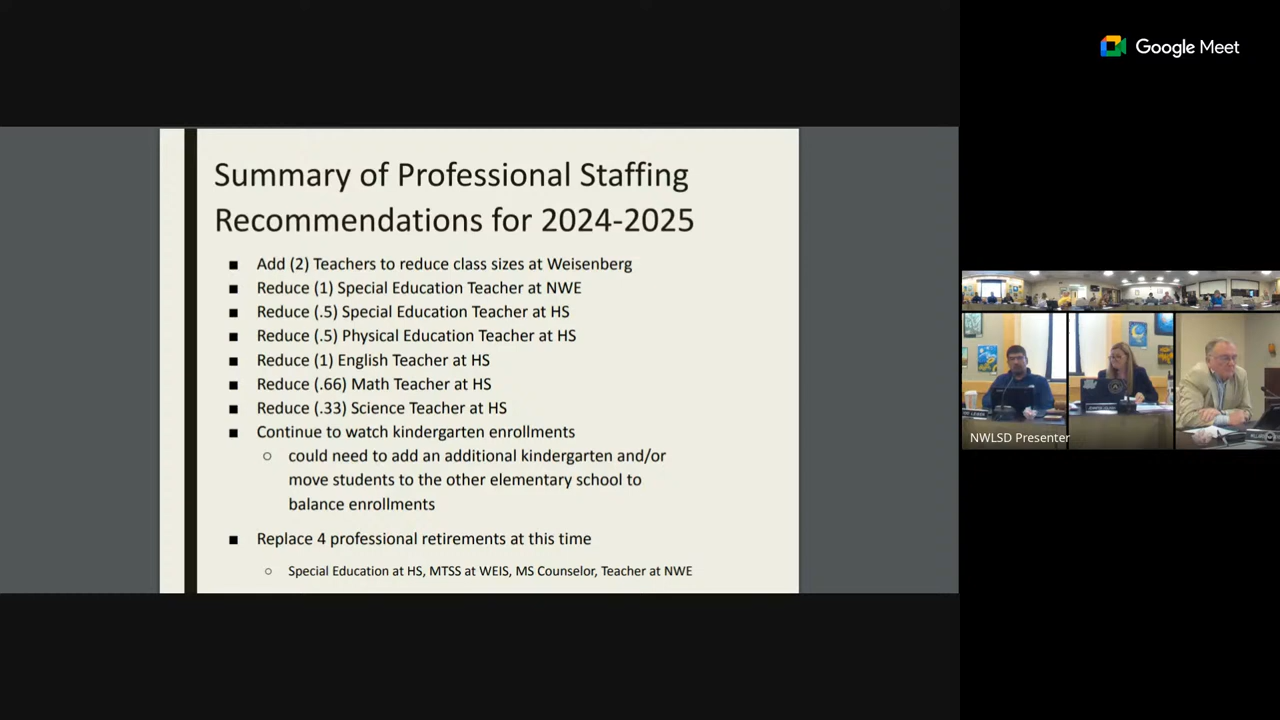 Google Meet
Summary of Professional Staffing
Recommendations for 2024-2025
■ Add (2) Teachers to reduce class sizes at Weisenberg
■ Reduce (1) Special Education Teacher at NWE
■ Reduce (.5) Special Education Teacher at HS
■ Reduce (.5) Physical Education Teacher at HS
■ Reduce (1) English Teacher at HS
■ Reduce (.66) Math Teacher at HS
■ Reduce (.33) Science Teacher at HS
■ Continue to watch kindergarten enrollments
○ could need to add an additional kindergarten and/or
move students to the other elementary school to
balance enrollments
■ Replace 4 professional retirements at this time
○ Special Education at HS, MTSS at WEIS, MS Counselor, Teacher at NWE
NWLSD Presenter